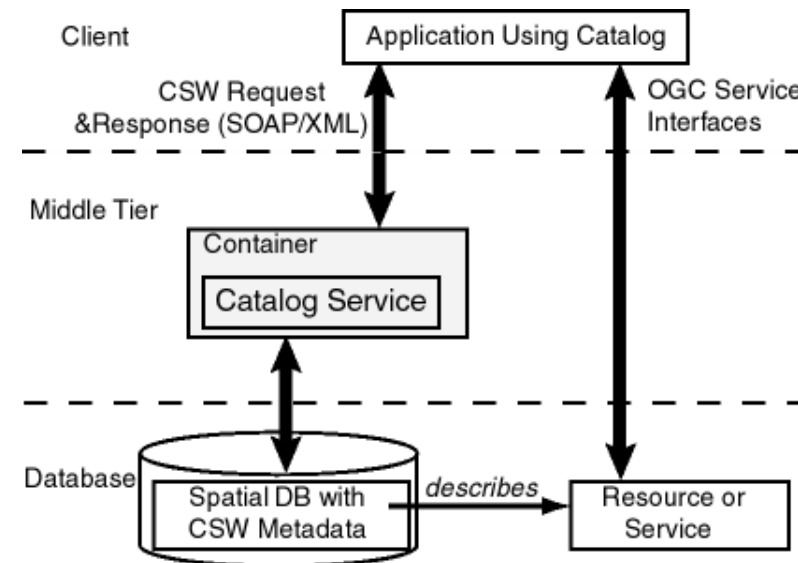 Client
Application Using Catalog
CSW Request
&Response (SOAP/XML)
OGC Service
Interfaces
Middle Tier
Container
Catalog Service
Database
Spatial DB with
CSW Metadata
describes
Resource or
Service